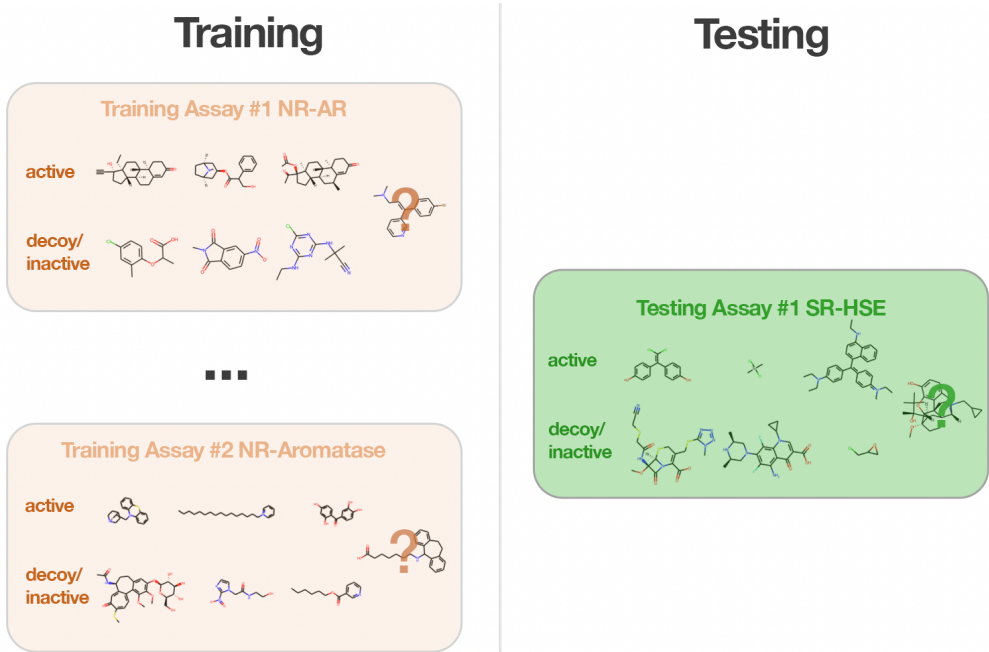 Training
Training Assay #1 NR-AR
active
decoy/
inactive
?
...
Training Assay #2 NR-Aromatase
active
decoy/
inactive
?
Testing
Testing Assay #1 SR-HSE
active
decoy/
inactive
?